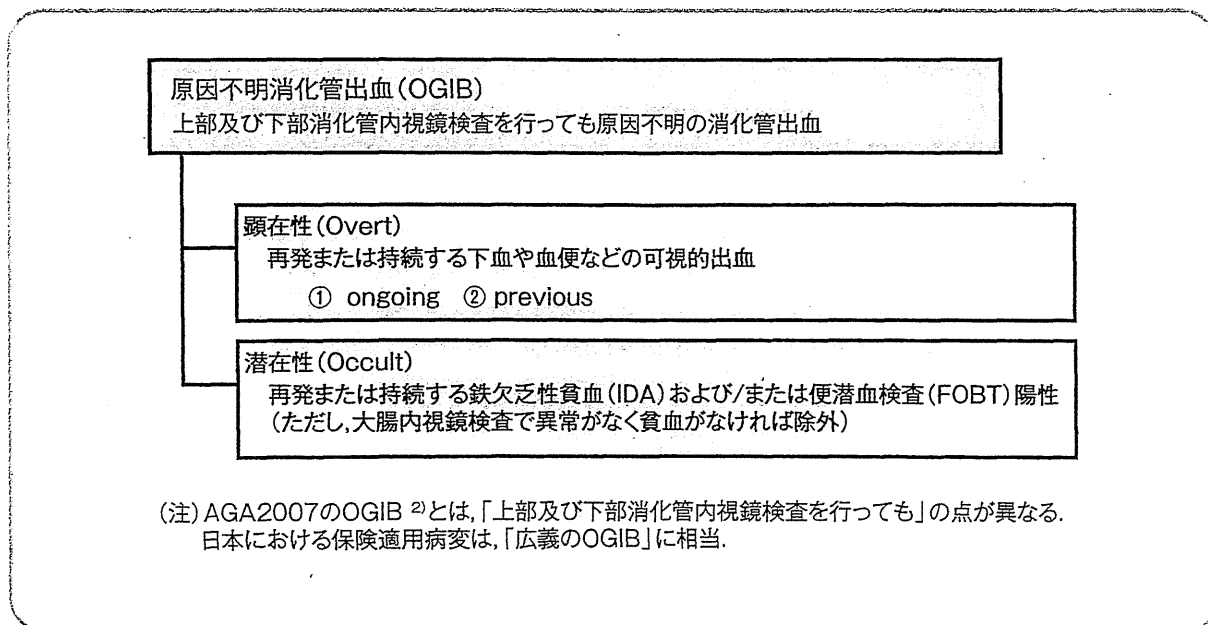 原因不明消化管出血(OGIB)
上部及び下部消化管内視鏡検査を行っても原因不明の消化管出血
顕在性(Overt)
再発または持続する下血や血便などの可視的出血
① ongoing ② previous
潜在性(Occult)
再発または持続する鉄欠乏性貧血(IDA)および/または便潜血検査(FOBT)陽性
(ただし,大腸内視鏡検査で異常がなく貧血がなければ除外)
(注)AGA2007のOGIB 2)とは,「上部及び下部消化管内視鏡検査を行っても」の点が異なる.
日本における保険適用病変は,「広義のOGIB」に相当.